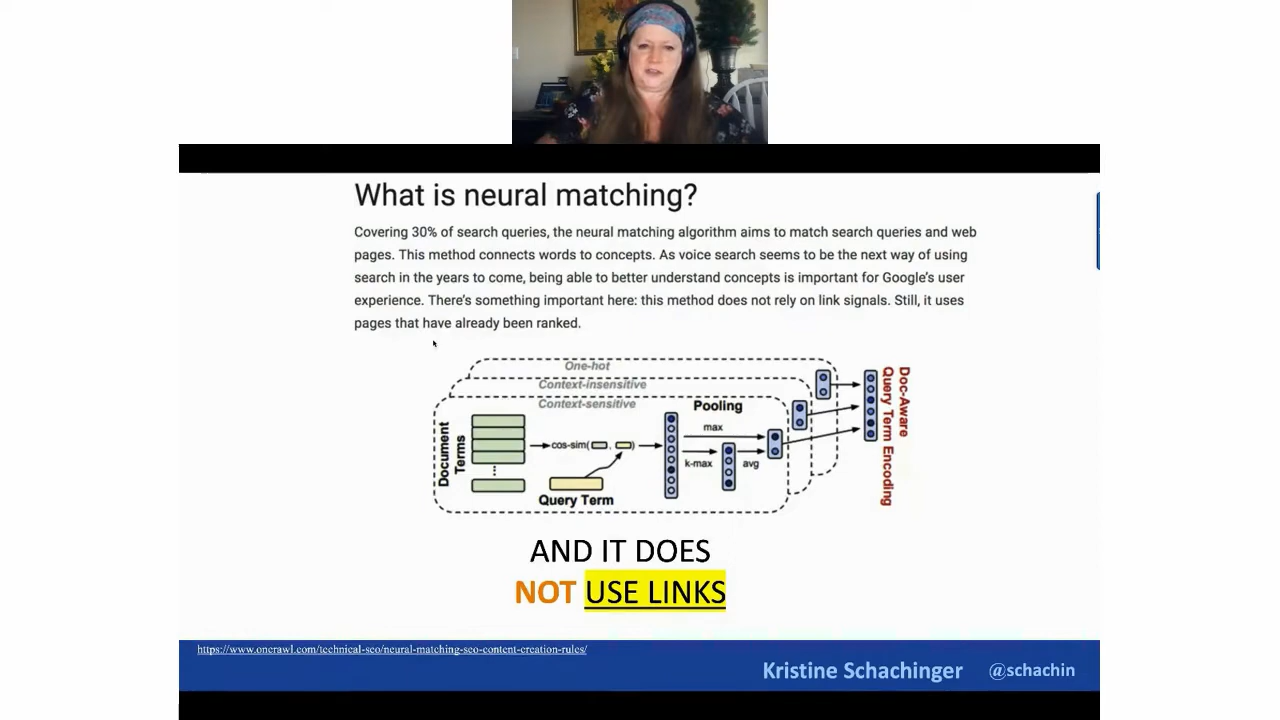 What is neural matching?
Covering 30% of search queries, the neural matching algorithm aims to match search queries and web
pages. This method connects words to concepts. As voice search seems to be the next way of using
search in the years to come, being able to better understand concepts is important for Google's user
experience. There's something important here: this method does not rely on link signals. Still, it uses
pages that have already been ranked.
One-hot
Context-insensitive
Context-sensitive
Pooling
Document
Terms
cos-sim( , )
max
k-max
avg
Query Term
Doc-Aware
Query Term Encoding
AND IT DOES
NOT USE LINKS
https://www.oncrawl.com/technical-seo/neural-matching-seo-content-creation-rules/
Kristine Schachinger @schachin